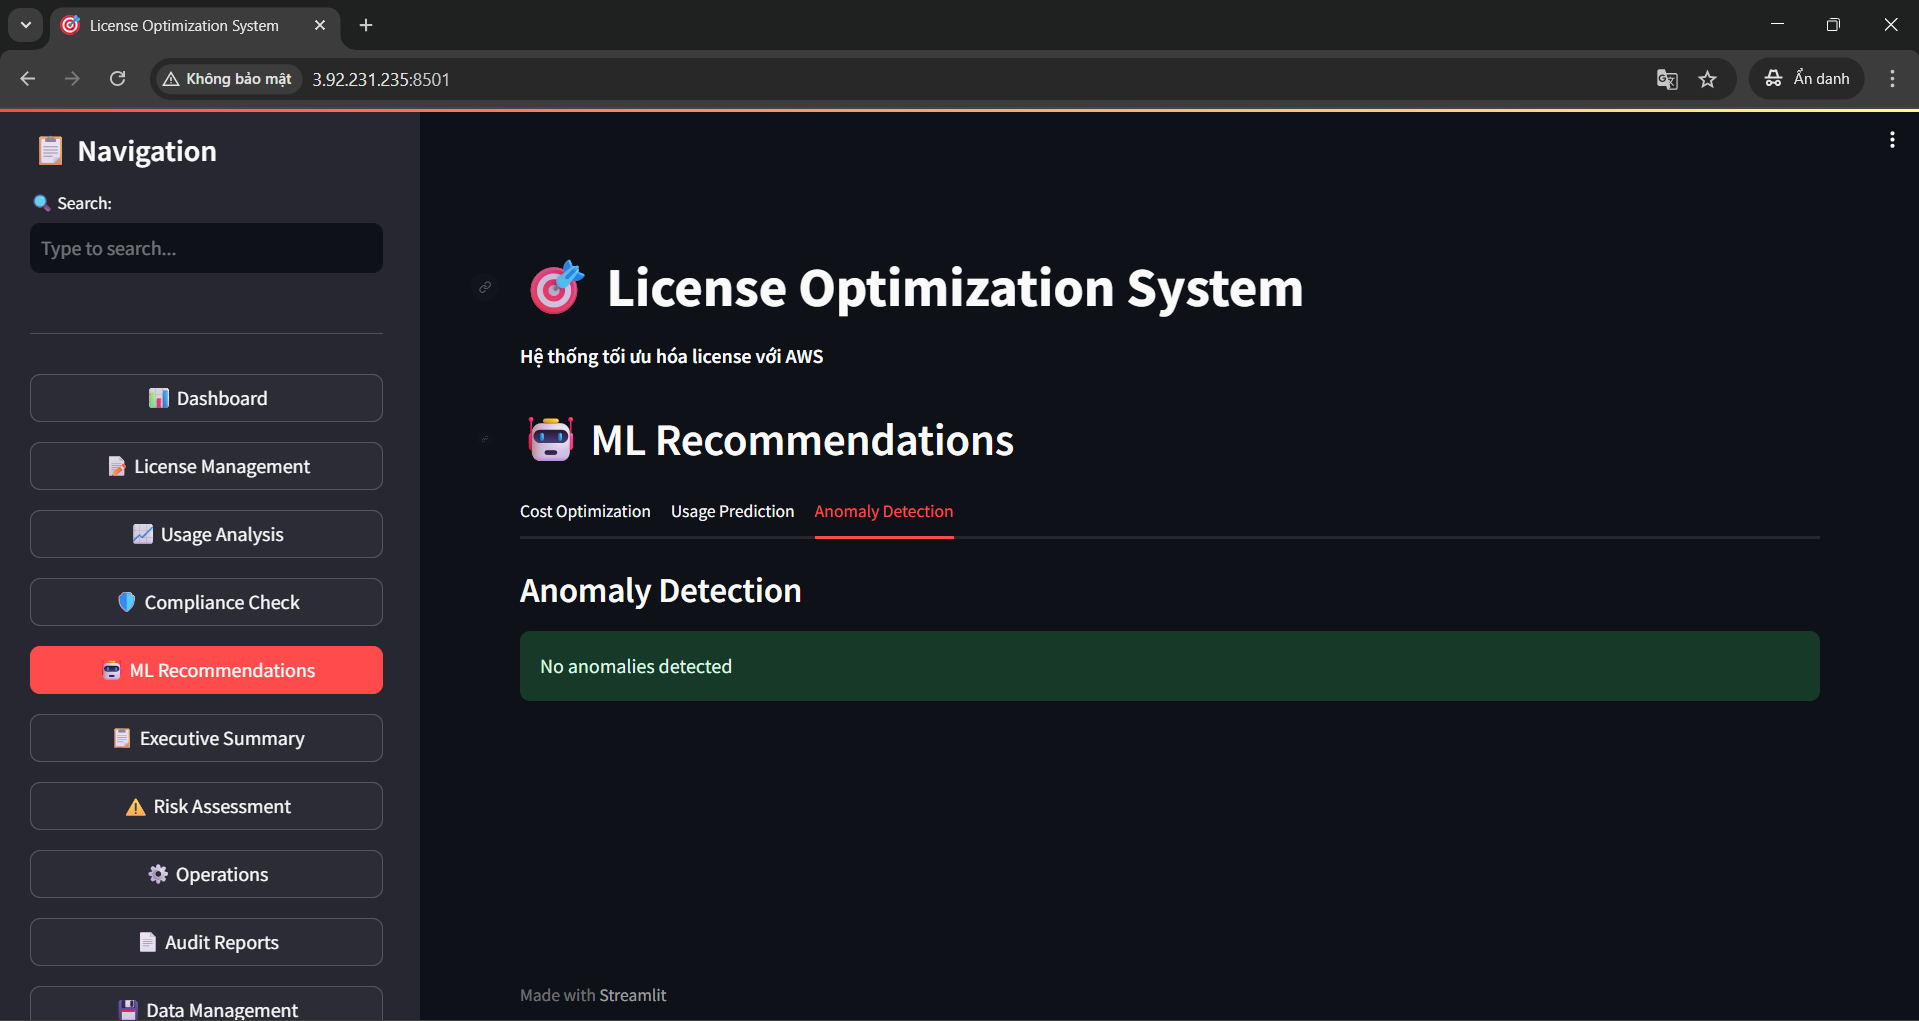 License Optimization System
Không bảo mật
3.92.231.235:8501
Ẩn danh
Navigation
Search:
Type to search...
Dashboard
License Management
Usage Analysis
Compliance Check
ML Recommendations
Executive Summary
Risk Assessment
Operations
Audit Reports
Data Management
License Optimization System
Hệ thống tối ưu hóa license với AWS
ML Recommendations
Cost Optimization Usage Prediction Anomaly Detection
Anomaly Detection
No anomalies detected
Made with Streamlit